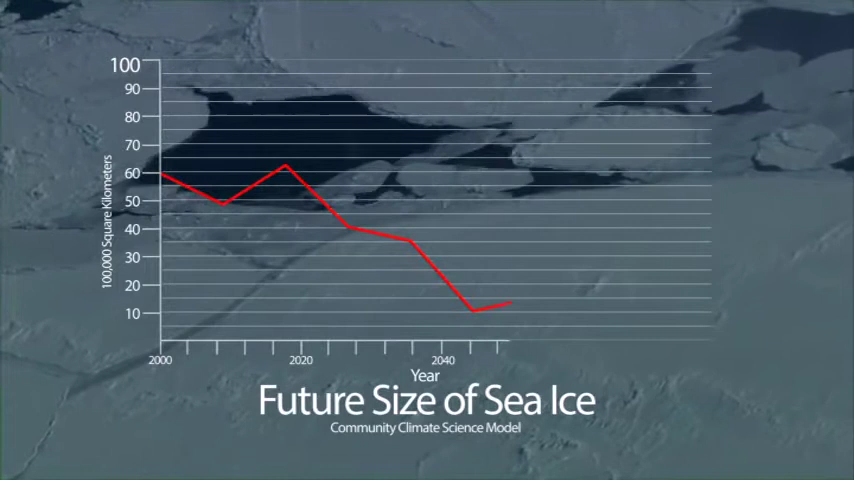 100
90
80
70
60
50
40
30
20
10
100,000 Square Kilometers
2000 2020 2040
Year
Future Size of Sea Ice
Community Climate Science Model